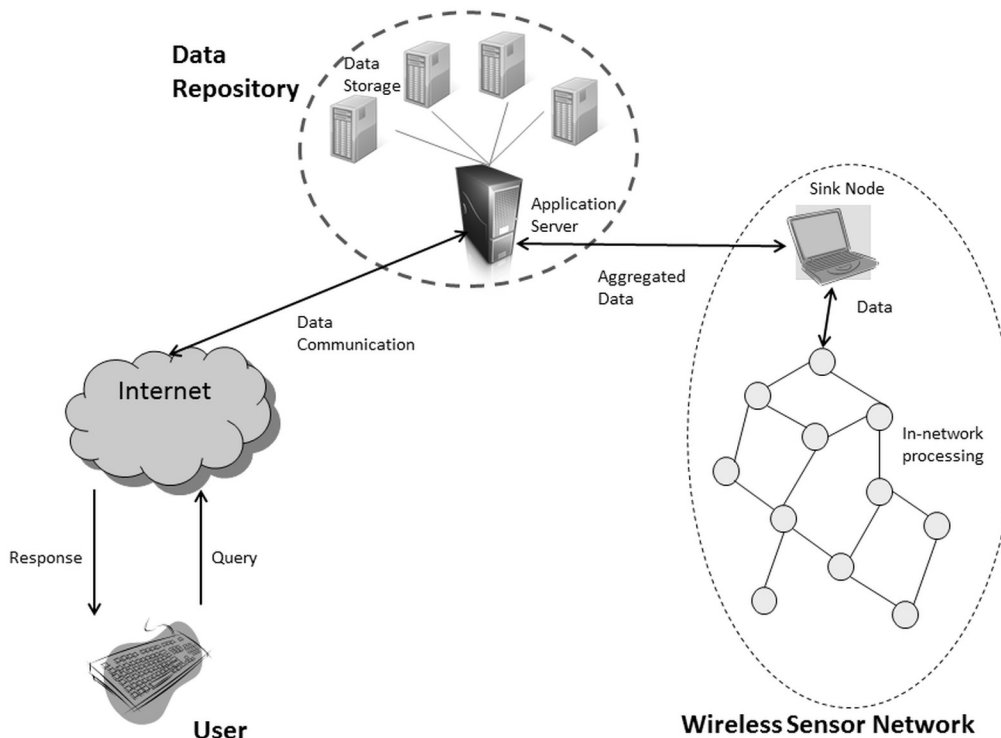 Data
Repository
Data
Storage
Application
Server
Sink Node
Aggregated
Data
Data
Data
Communication
Internet
In-network
processing
Response
Query
User
Wireless Sensor Network